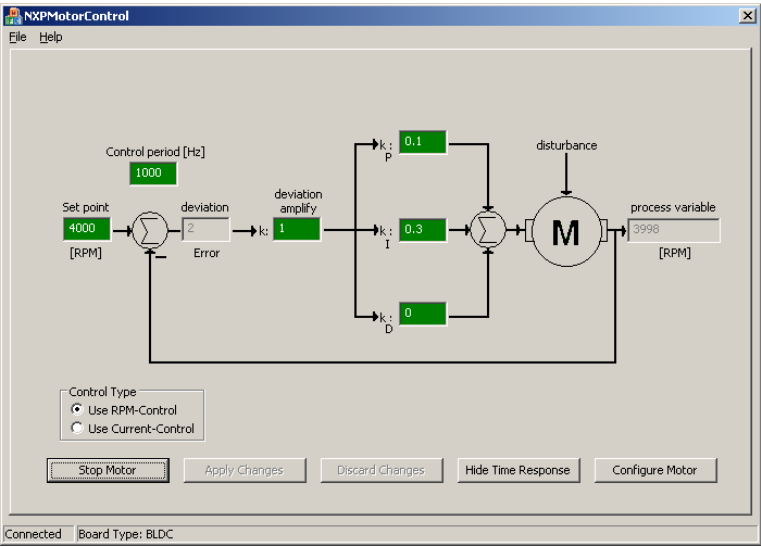 NXPMotorControl
File Help
Control period [Hz]
1000
Set point
4000
[RPM]
deviation
2
Error
deviation
amplify
k: 1
k: 0.1
P
k: 0.3
I
k: 0
D
disturbance
M
process variable
3998
[RPM]
Control Type
Use RPM-Control
Use Current-Control
Stop Motor Apply Changes Discard Changes Hide Time Response Configure Motor
Connected Board Type: BLDC